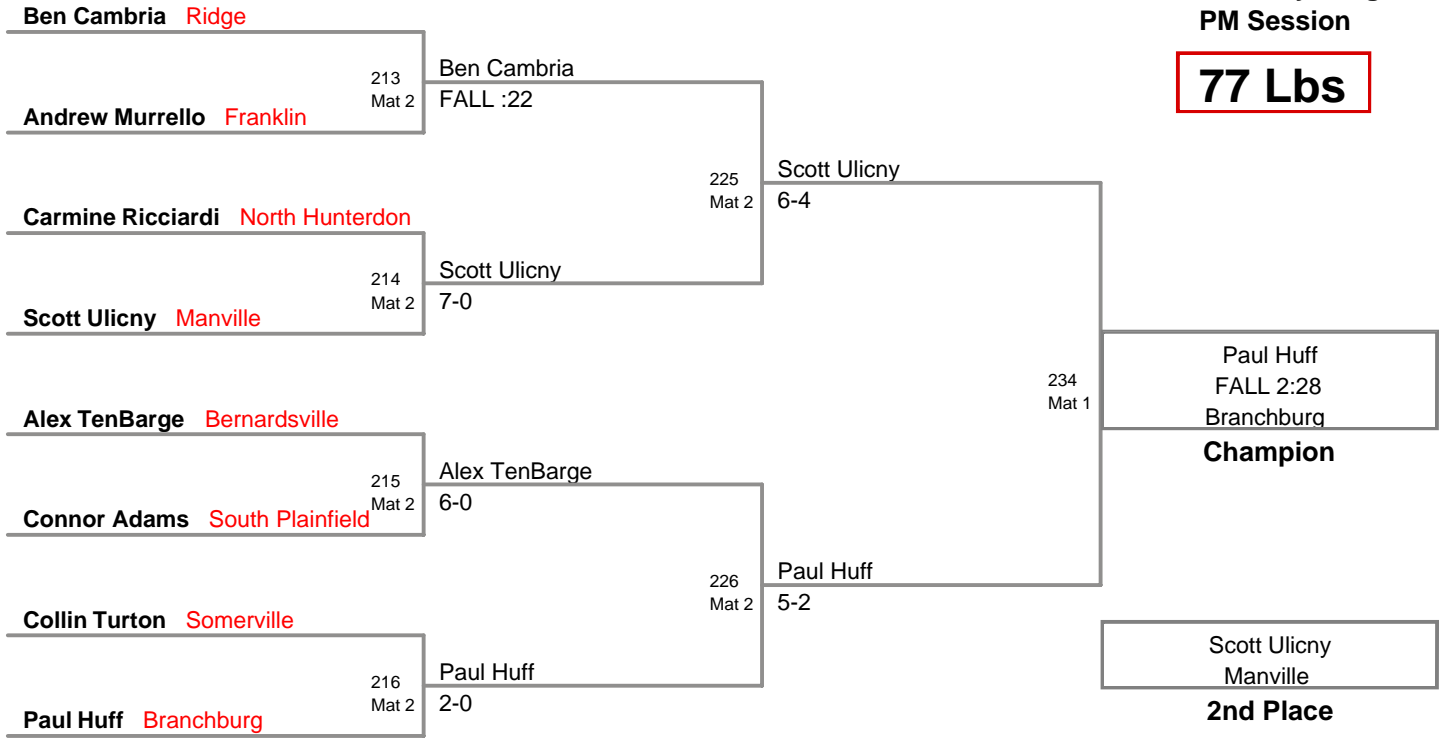 PM Session
77 Lbs
Ben Cambria Ridge
213
Mat 2
Ben Cambria
FALL :22
Andrew Murrello Franklin
225
Mat 2
Scott Ulicny
6-4
Carmine Ricciardi North Hunterdon
214
Mat 2
Scott Ulicny
7-0
Scott Ulicny Manville
234
Mat 1
Paul Huff
FALL 2:28
Branchburg
Champion
Alex TenBarge Bernardsville
215
Mat 2
Alex TenBarge
6-0
Connor Adams South Plainfield
226
Mat 2
Paul Huff
5-2
Collin Turton Somerville
216
Mat 2
Paul Huff
2-0
Paul Huff Branchburg
Scott Ulicny
Manville
2nd Place